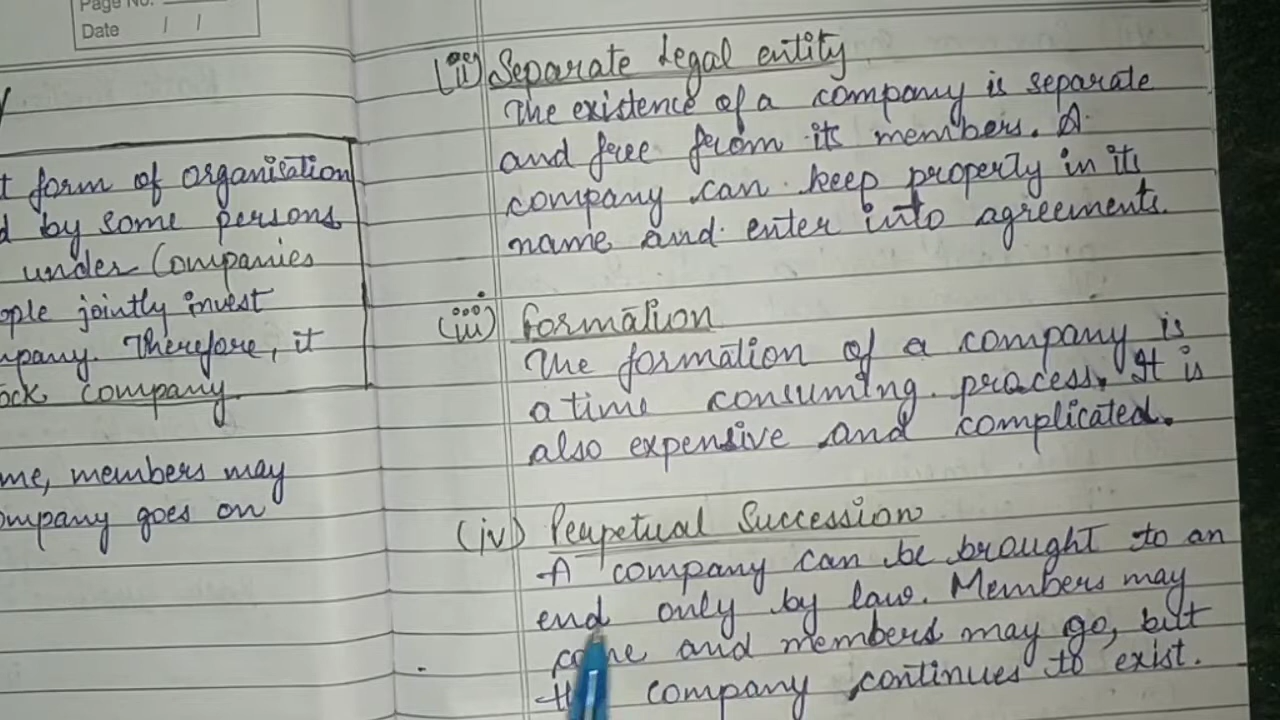 Page No.
Date / /
t form of organisation
d by some persons
under Companies
ople jointly invest
mpany. Therefore, it
ock company.
me, members may
ompany goes on
(ii) Separate Legal entity
The existence of a company is separate
and free from its members. A
company can keep property in its
name and enter into agreements.
(iii) Formation
The formation of a company is
a time consuming process. It is
also expensive and complicated.
(iv) Perpetual Succession
A company can be brought to an
end only by law. Members may
come and members may go, but
company continues to exist.